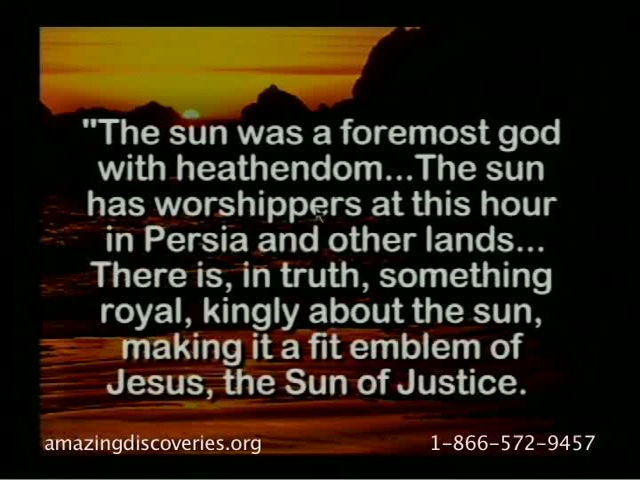 "The sun was a foremost god
with heathendom...The sun
has worshippers at this hour
in Persia and other lands...
There is, in truth, something
royal, kingly about the sun,
making it a fit emblem of
Jesus, the Sun of Justice.
amazingdiscoveries.org 1-866-572-9457